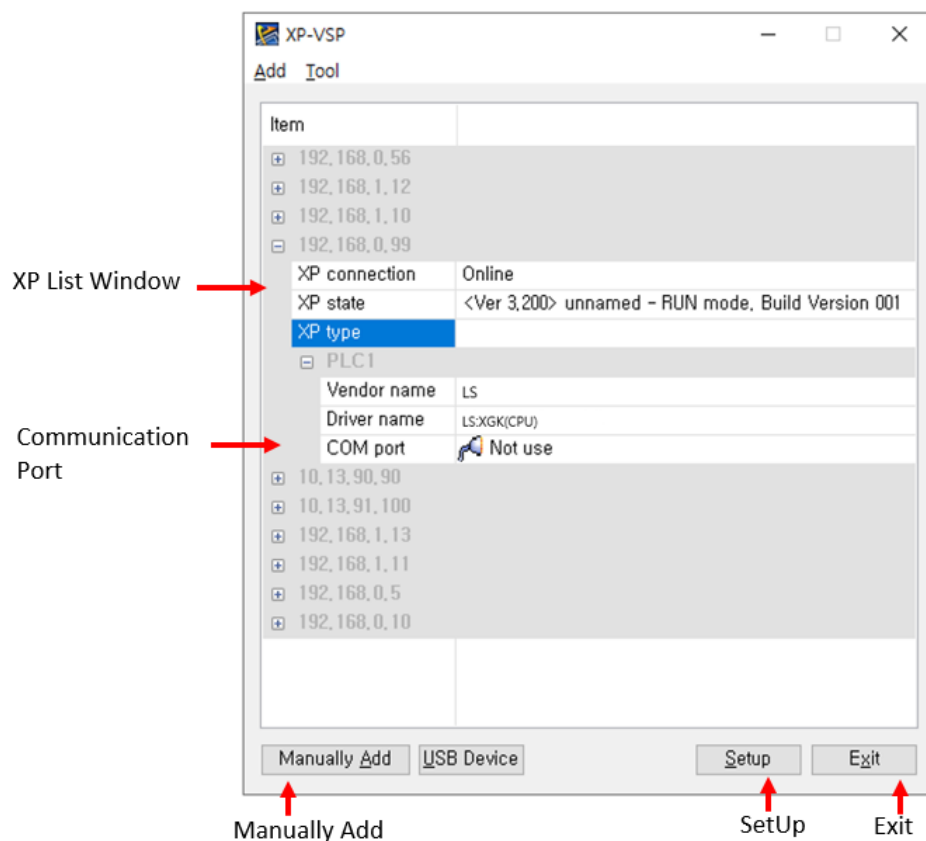 XP-VSP
Add Tool
Item
192,168,0,56
192,168,1,12
192,168,1,10
192,168,0,99
XP List Window
XP connection Online
XP state <Ver 3,200> unnamed - RUN mode, Build Version 001
XP type
PLC1
Vendor name LS
Driver name LS:XGK(CPU)
Communication Port
COM port Not use
10,13,90,90
10,13,91,100
192,168,1,13
192,168,1,11
192,168,0,5
192,168,0,10
Manually Add USB Device Setup Exit
Manually Add SetUp Exit